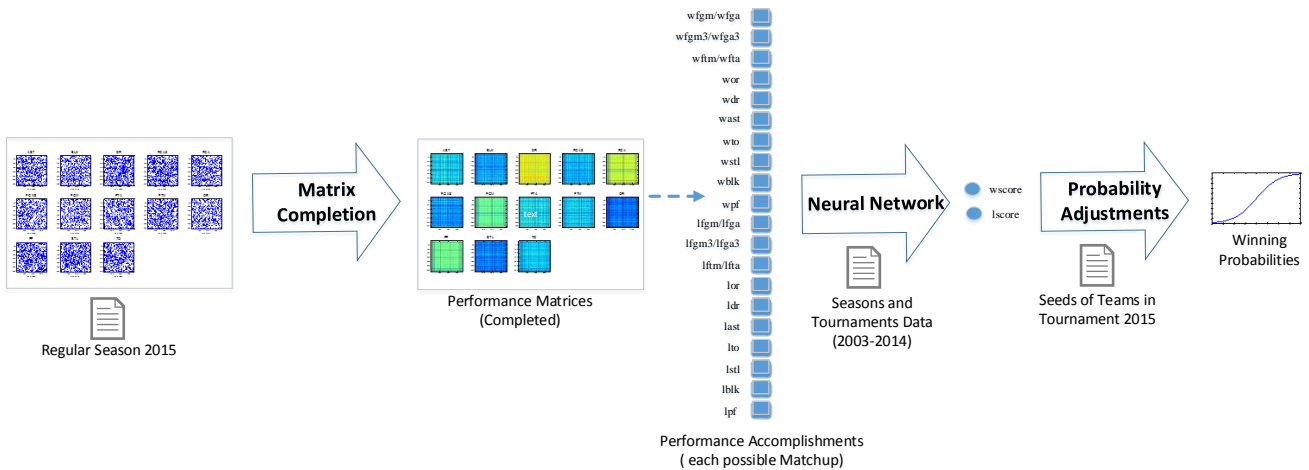 wfgm/wfga
wfgm3/wfga3
wftm/wfta
wor
wdr
wast
wto
wstl
wblk
wpf
lfgm/lfga
lfgm3/lfga3
lftm/lfta
lor
ldr
last
lto
lstl
lblk
lpf
Performance Accomplishments
( each possible Matchup)
Regular Season 2015
Matrix
Completion
text
Performance Matrices
(Completed)
Neural Network
Seasons and
Tournaments Data
(2003-2014)
wscore
lscore
Probability
Adjustments
Seeds of Teams in
Tournament 2015
Winning
Probabilities